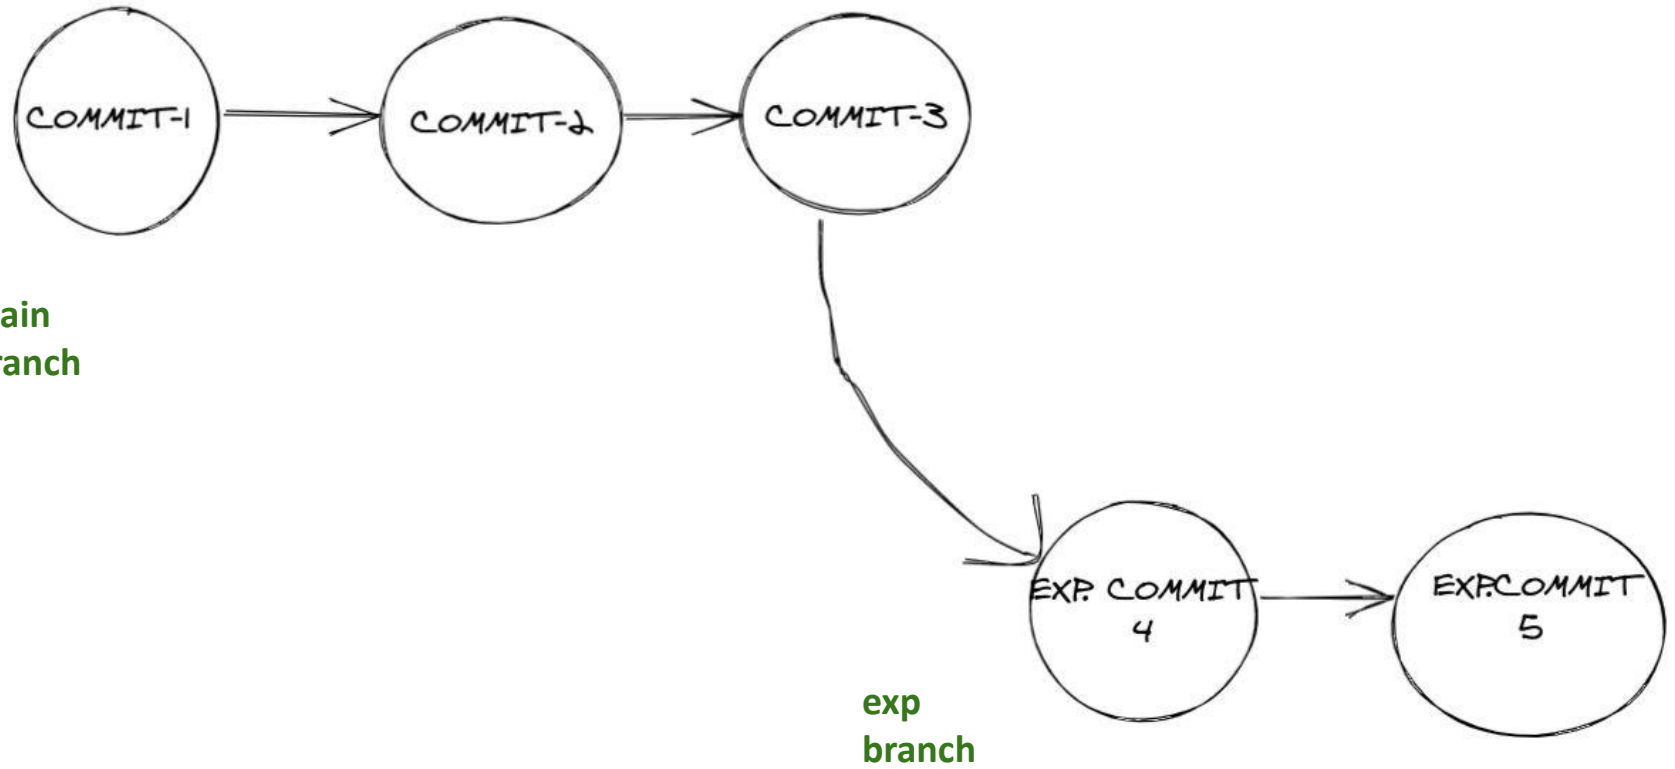 COMMIT-1
COMMIT-2
COMMIT-3
ain
ranch
EXP. COMMIT
4
EXP.COMMIT
5
exp
branch